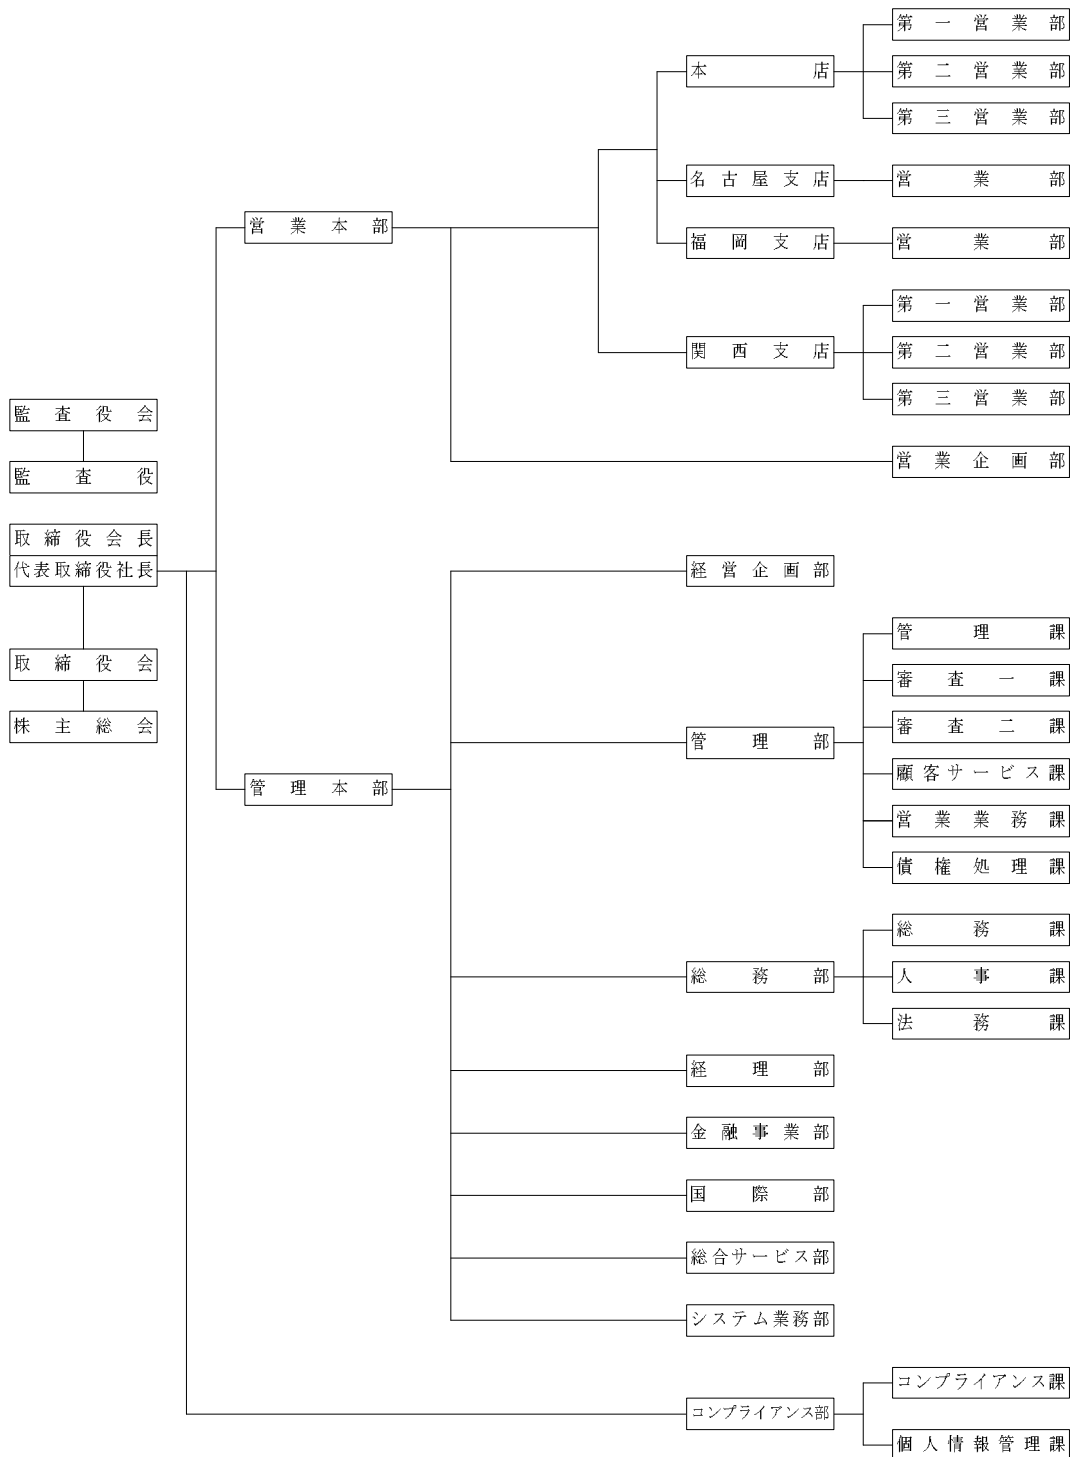 第一営業部
本店
第二営業部
第三営業部
名古屋支店
営業部
営業本部
福岡支店
営業部
第一営業部
関西支店
第二営業部
第三営業部
監査役会
営業企画部
監査役
取締役会長
代表取締役社長
経営企画部
管理課
取締役会
審査一課
株主総会
審査二課
管理部
顧客サービス課
管理本部
営業業務課
債権処理課
総務課
総務部
人事課
法務課
経理部
金融事業部
国際部
総合サービス部
システム業務部
コンプライアンス課
コンプライアンス部
個人情報管理課